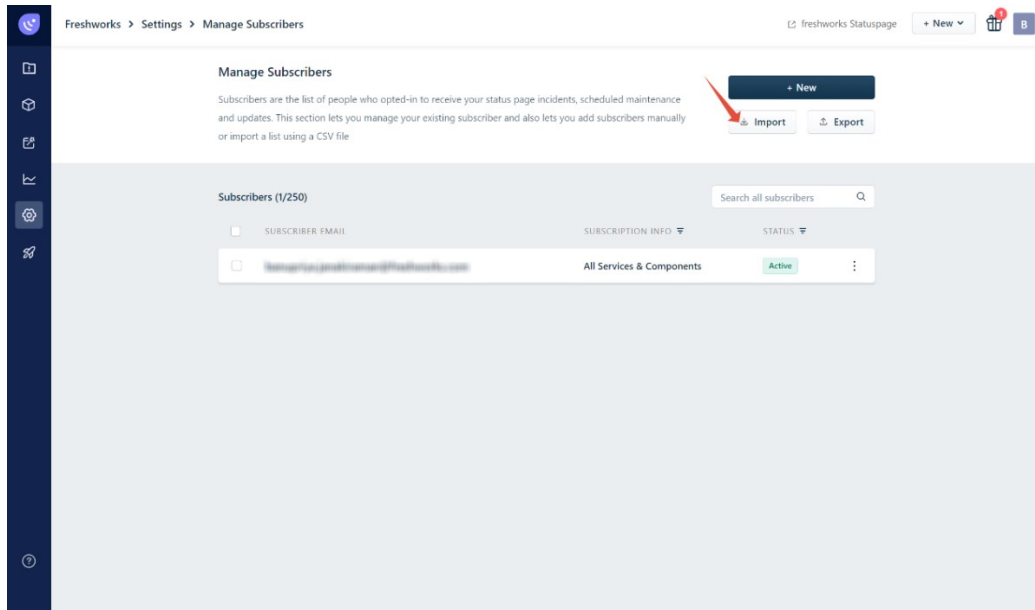 Freshworks > Settings > Manage Subscribers
freshworks Statuspage
+ New
1
B
Manage Subscribers
Subscribers are the list of people who opted-in to receive your status page incidents, scheduled maintenance
and updates. This section lets you manage your existing subscriber and also lets you add subscribers manually
or import a list using a CSV file
+ New
Import
Export
Subscribers (1/250)
Search all subscribers
SUBSCRIBER EMAIL
SUBSCRIPTION INFO
STATUS
All Services & Components
Active
?